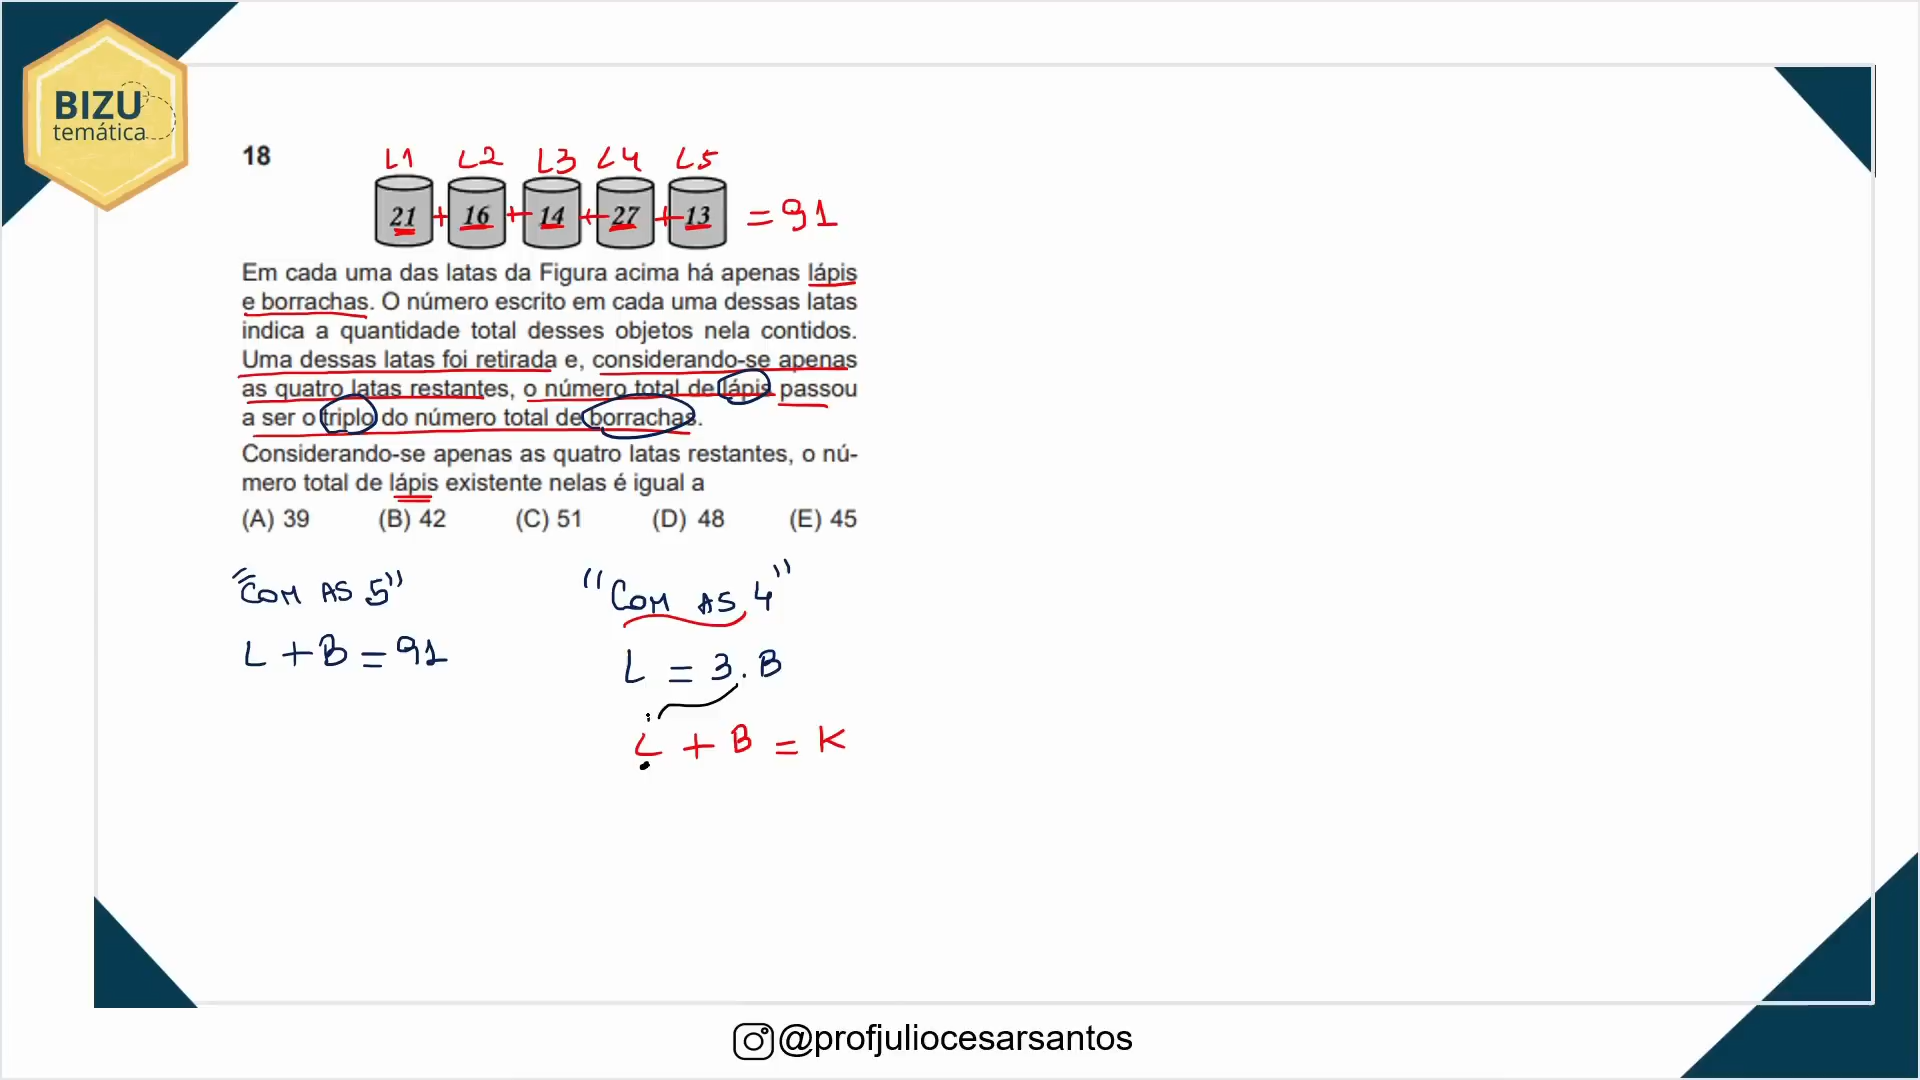 BIZU
temática
18
L1 L2 L3 L4 L5
21 + 16 + 14 + 27 + 13 = 91
Em cada uma das latas da Figura acima há apenas lápis
e borrachas. O número escrito em cada uma dessas latas
indica a quantidade total desses objetos nela contidos.
Uma dessas latas foi retirada e, considerando-se apenas
as quatro latas restantes, o número total de lápis passou
a ser o triplo do número total de borrachas.
Considerando-se apenas as quatro latas restantes, o nú-
mero total de lápis existente nelas é igual a
(A) 39 (B) 42 (C) 51 (D) 48 (E) 45
"COM AS 5"
L + B = 91
"COM AS 4"
L = 3.B
L + B = K
@profjuliocesarsantos